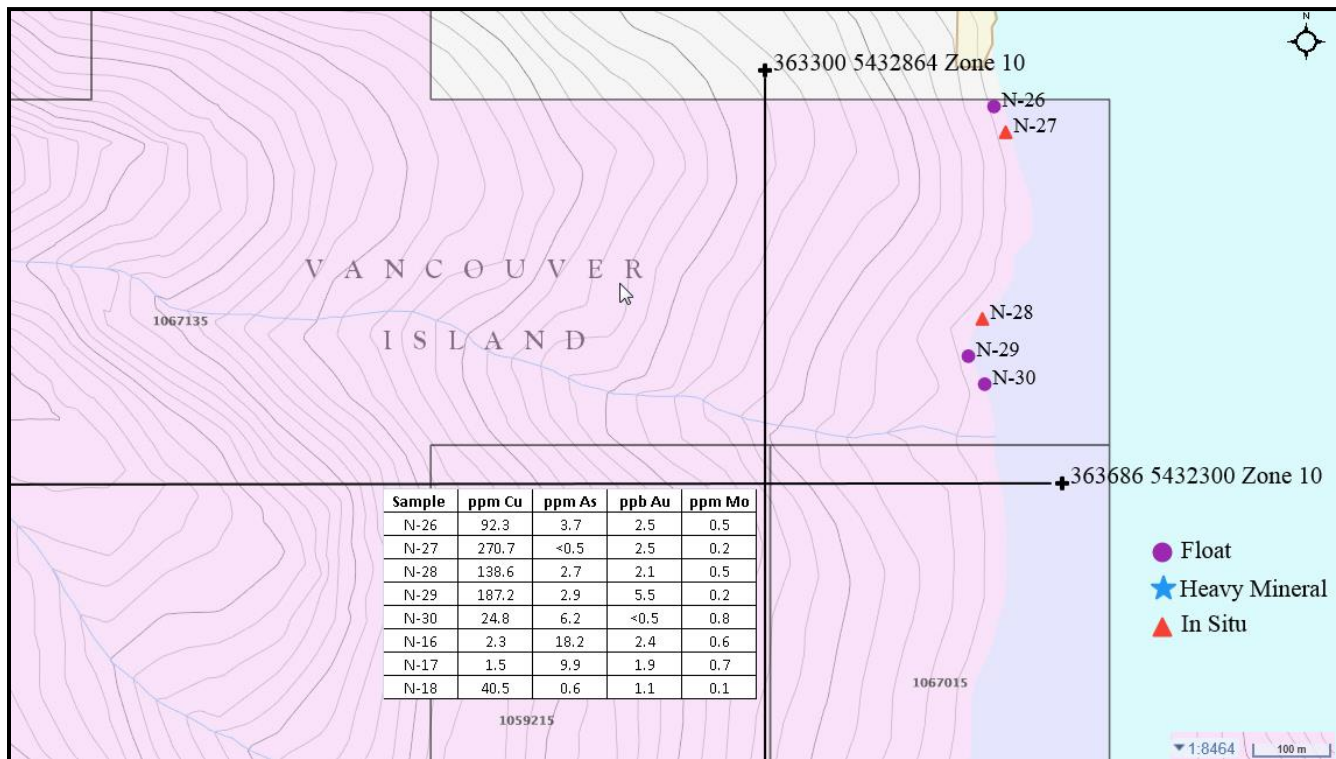 N
363300 5432864 Zone 10
N-26
N-27
VANCOUVER
ISLAND
1067135
N-28
N-29
N-30
363686 5432300 Zone 10
Sample ppm Cu ppm As ppb Au ppm Mo
N-26 92.3 3.7 2.5 0.5
N-27 270.7 <0.5 2.5 0.2
N-28 138.6 2.7 2.1 0.5
N-29 187.2 2.9 5.5 0.2
N-30 24.8 6.2 <0.5 0.8
N-16 2.3 18.2 2.4 0.6
N-17 1.5 9.9 1.9 0.7
N-18 40.5 0.6 1.1 0.1
Float
Heavy Mineral
In Situ
1067015
1059215
1:8464 100 m